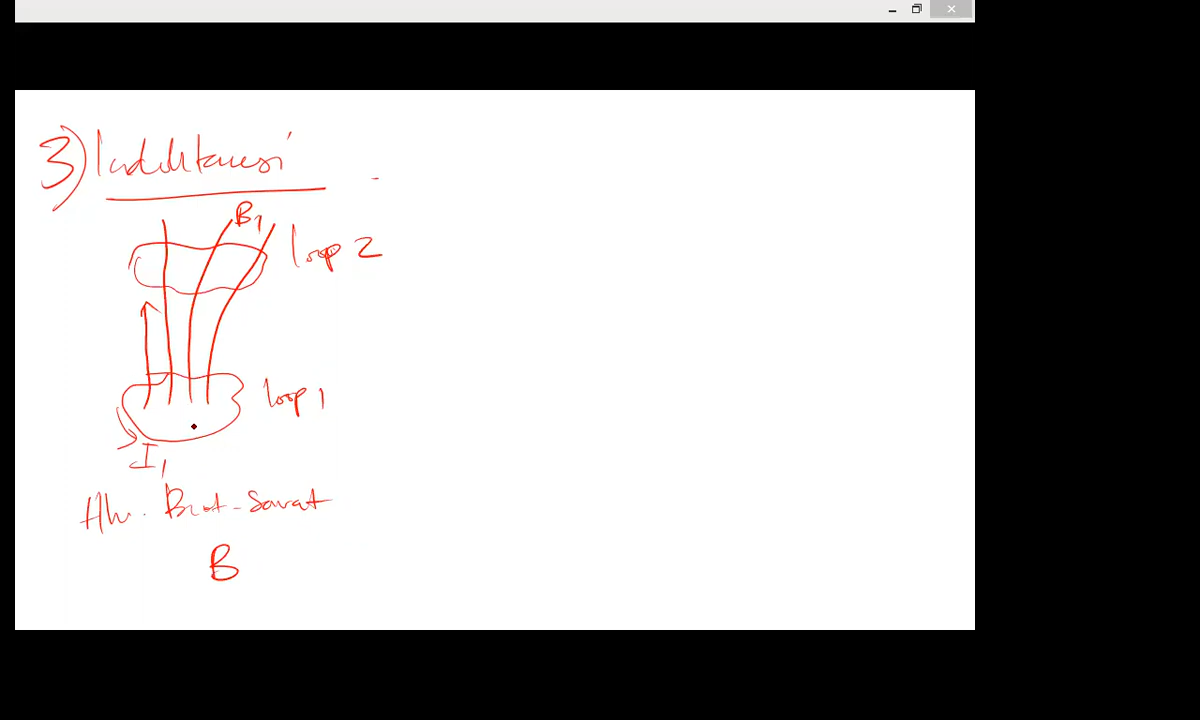 3) Induktansi
B1
loop 2
loop 1
I1
Hk. Biot-Savart
B